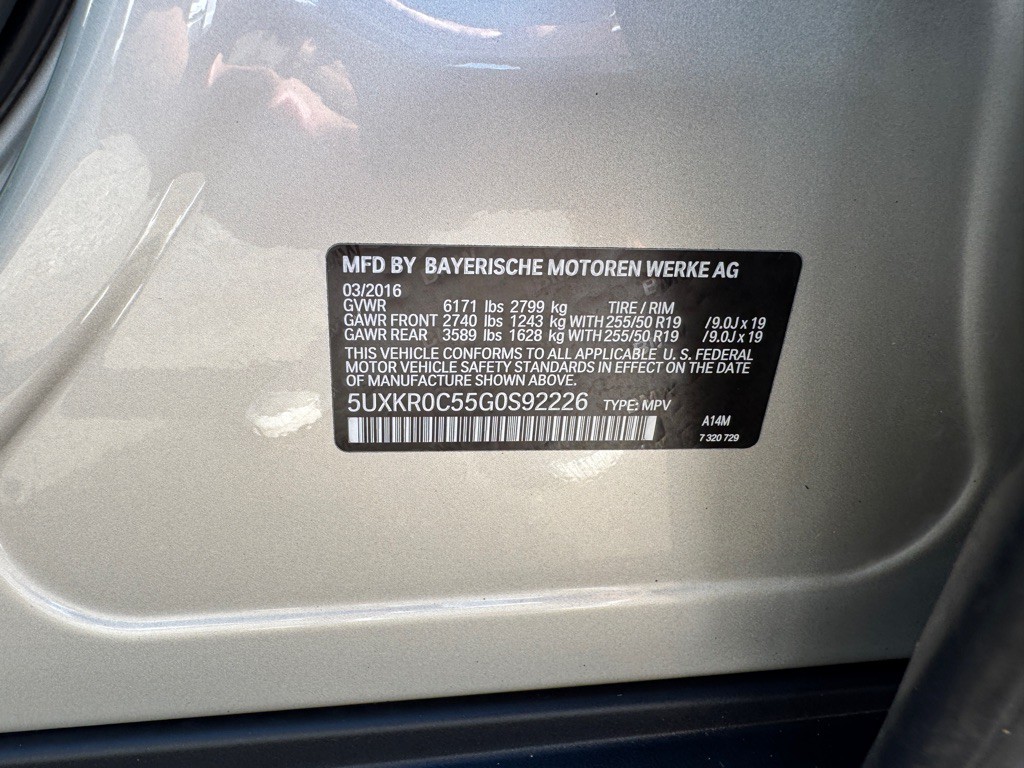 MFD BY BAYERISCHE MOTOREN WERKE AG
03/2016
GVWR 6171 lbs 2799 kg TIRE / RIM
GAWR FRONT 2740 lbs 1243 kg WITH 255/50 R19 /9.0J x 19
GAWR REAR 3589 lbs 1628 kg WITH 255/50 R19 /9.0J x 19
THIS VEHICLE CONFORMS TO ALL APPLICABLE U. S. FEDERAL
MOTOR VEHICLE SAFETY STANDARDS IN EFFECT ON THE DATE
OF MANUFACTURE SHOWN ABOVE.
5UXKR0C55G0S92226 TYPE: MPV
A14M
7 320 729